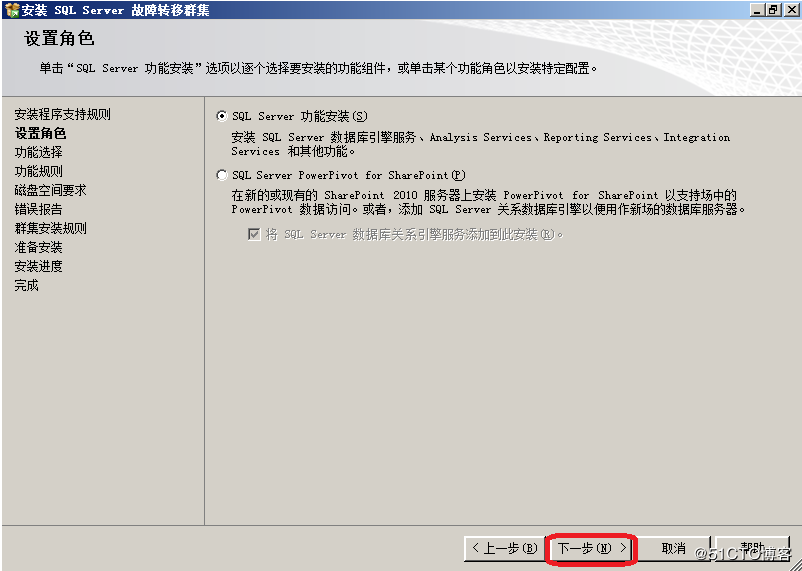 安装 SQL Server 故障转移群集
设置角色
单击“SQL Server 功能安装”选项以逐个选择要安装的功能组件，或单击某个功能角色以安装特定配置。
安装程序支持规则
设置角色
功能选择
功能规则
磁盘空间要求
错误报告
群集安装规则
准备安装
安装进度
完成
SQL Server 功能安装(S)
安装 SQL Server 数据库引擎服务、Analysis Services、Reporting Services、Integration
Services 和其他功能。
SQL Server PowerPivot for SharePoint(P)
在新的或现有的 SharePoint 2010 服务器上安装 PowerPivot for SharePoint 以支持场中的
PowerPivot 数据访问。或者，添加 SQL Server 关系数据库引擎以便用作新场的数据库服务器。
将 SQL Server 数据库关系引擎服务添加到此安装(R)。
< 上一步(B) 下一步(N) > 取消 帮助
@51CTO博客